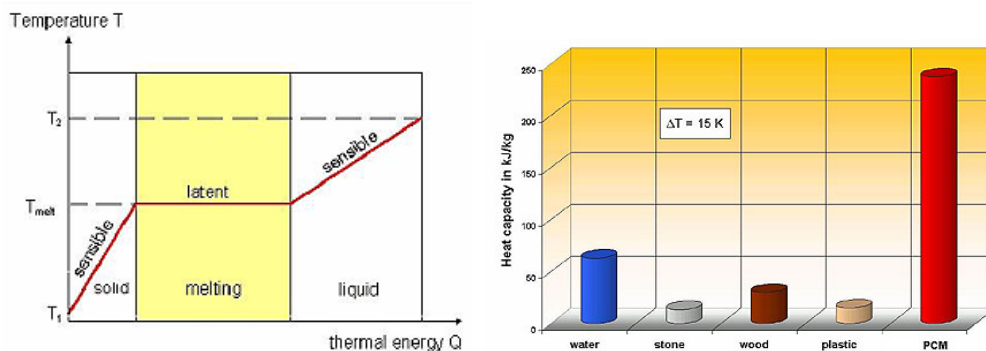 Temperature T
T2
sensible
latent
Tmelt
sensible
solid
melting
liquid
T1
thermal energy Q
Heat capacity in kJ/kg
250
200
150
100
50
0
ΔT = 15 K
water
stone
wood
plastic
PCM